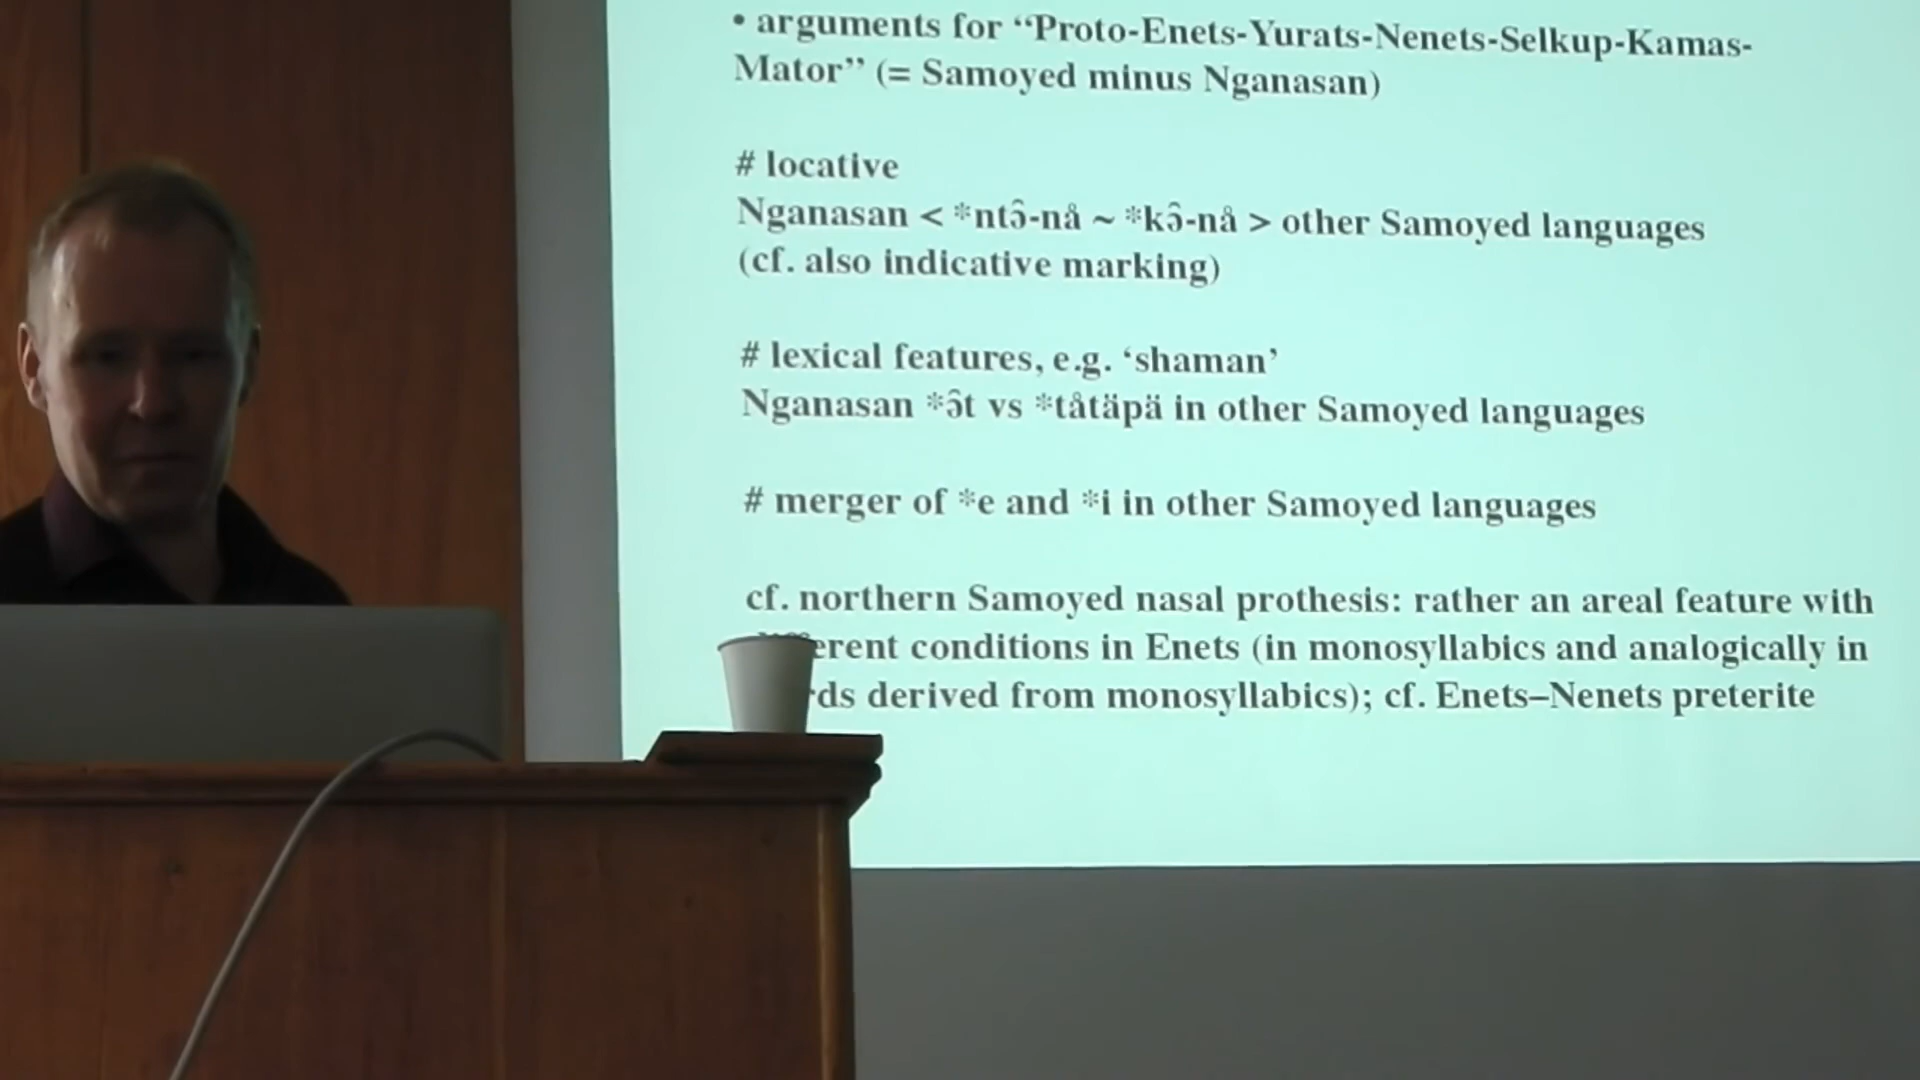 • arguments for “Proto-Enets-Yurats-Nenets-Selkup-Kamas-
Mator” (= Samoyed minus Nganasan)
# locative
Nganasan < *ntə̂-nå ~ *kə̂-nå > other Samoyed languages
(cf. also indicative marking)
# lexical features, e.g. ‘shaman’
Nganasan *ə̂t vs *tåtäpä in other Samoyed languages
# merger of *e and *i in other Samoyed languages
cf. northern Samoyed nasal prothesis: rather an areal feature with
conditions in Enets (in monosyllabics and analogically in
derived from monosyllabics); cf. Enets–Nenets preterite